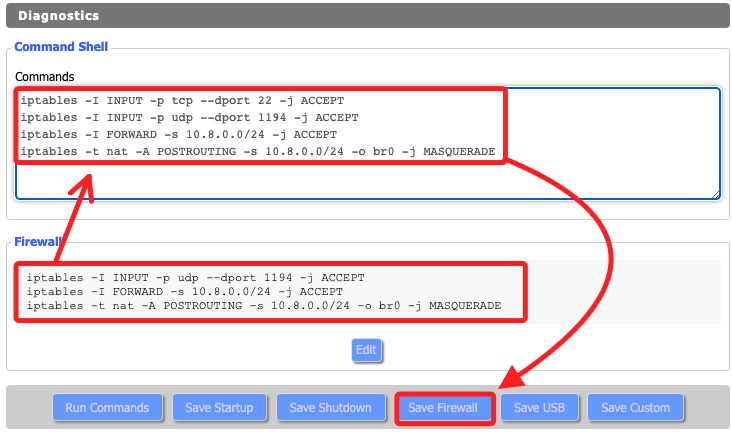 Diagnostics
Command Shell
Commands
iptables -I INPUT -p tcp --dport 22 -j ACCEPT
iptables -I INPUT -p udp --dport 1194 -j ACCEPT
iptables -I FORWARD -s 10.8.0.0/24 -j ACCEPT
iptables -t nat -A POSTROUTING -s 10.8.0.0/24 -o br0 -j MASQUERADE
Firewall
iptables -I INPUT -p udp --dport 1194 -j ACCEPT
iptables -I FORWARD -s 10.8.0.0/24 -j ACCEPT
iptables -t nat -A POSTROUTING -s 10.8.0.0/24 -o br0 -j MASQUERADE
Edit
Run Commands Save Startup Save Shutdown Save Firewall Save USB Save Custom